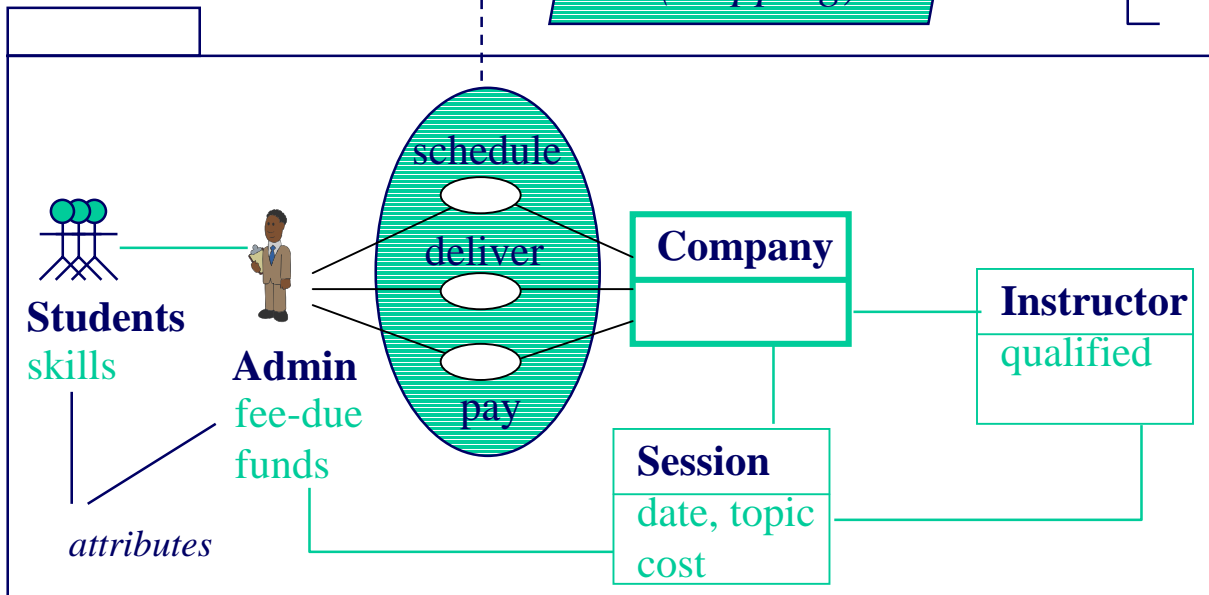 schedule
deliver
pay
Students
skills
Admin
fee-due
funds
attributes
Company
Instructor
qualified
Session
date, topic
cost